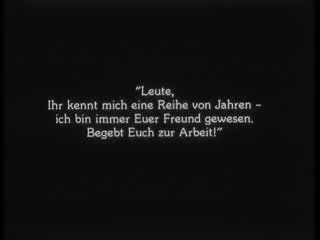 "Leute,
Ihr kennt mich eine Reihe von Jahren –
ich bin immer Euer Freund gewesen.
Begebt Euch zur Arbeit!"